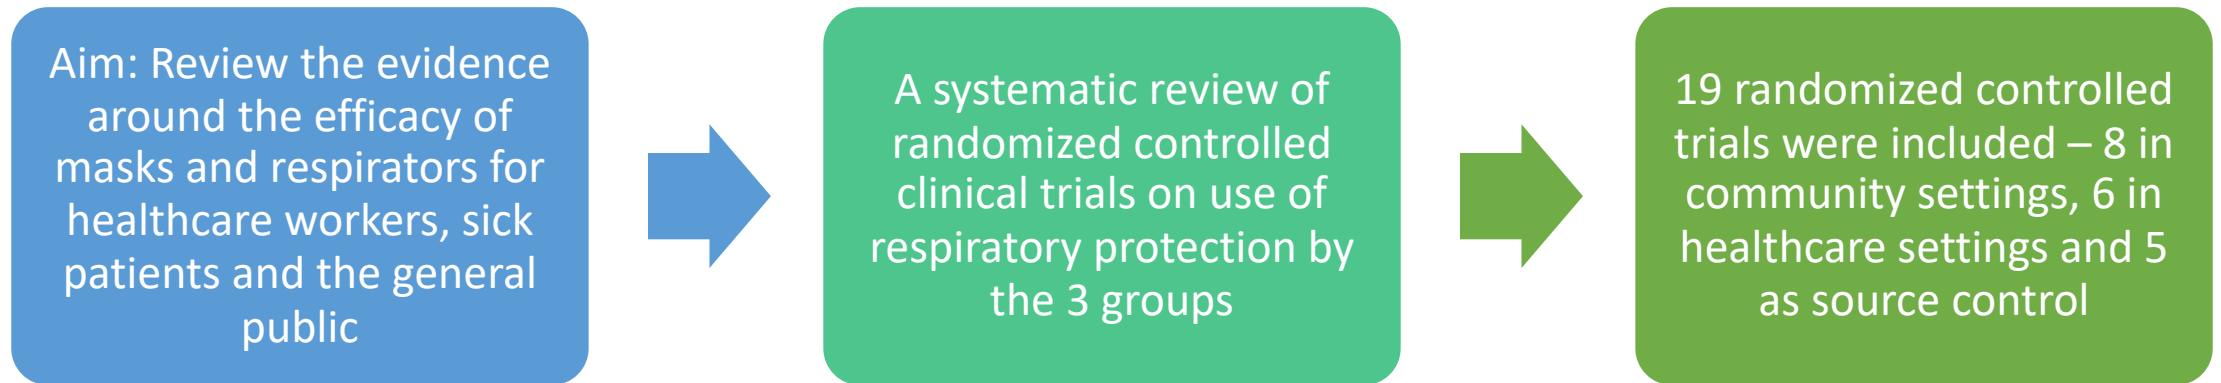 Aim: Review the evidence
around the efficacy of
masks and respirators for
healthcare workers, sick
patients and the general
public
A systematic review of
randomized controlled
clinical trials on use of
respiratory protection by
the 3 groups
19 randomized controlled
trials were included – 8 in
community settings, 6 in
healthcare settings and 5
as source control